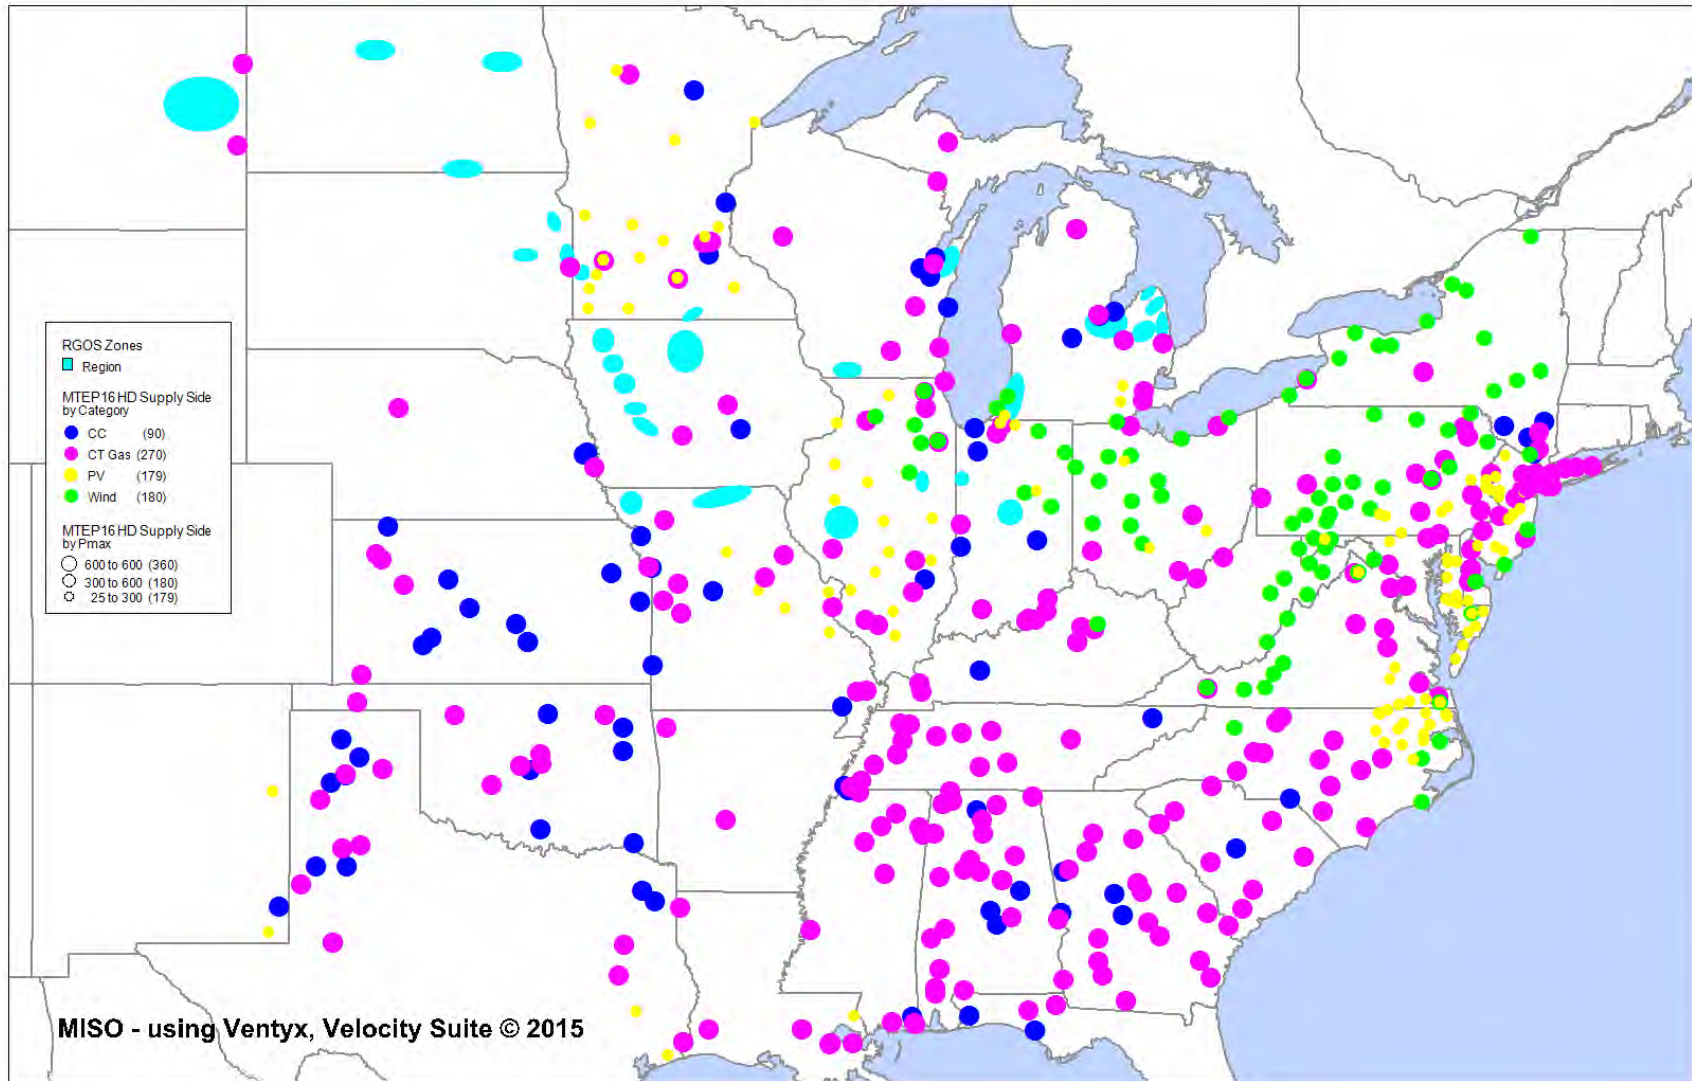 RGOS Zones
Region
MTEP16 HD Supply Side
by Category
CC (90)
CT Gas (270)
PV (179)
Wind (180)
MTEP16 HD Supply Side
by Pmax
600 to 600 (360)
300 to 600 (180)
25 to 300 (179)
MISO - using Ventyx, Velocity Suite © 2015